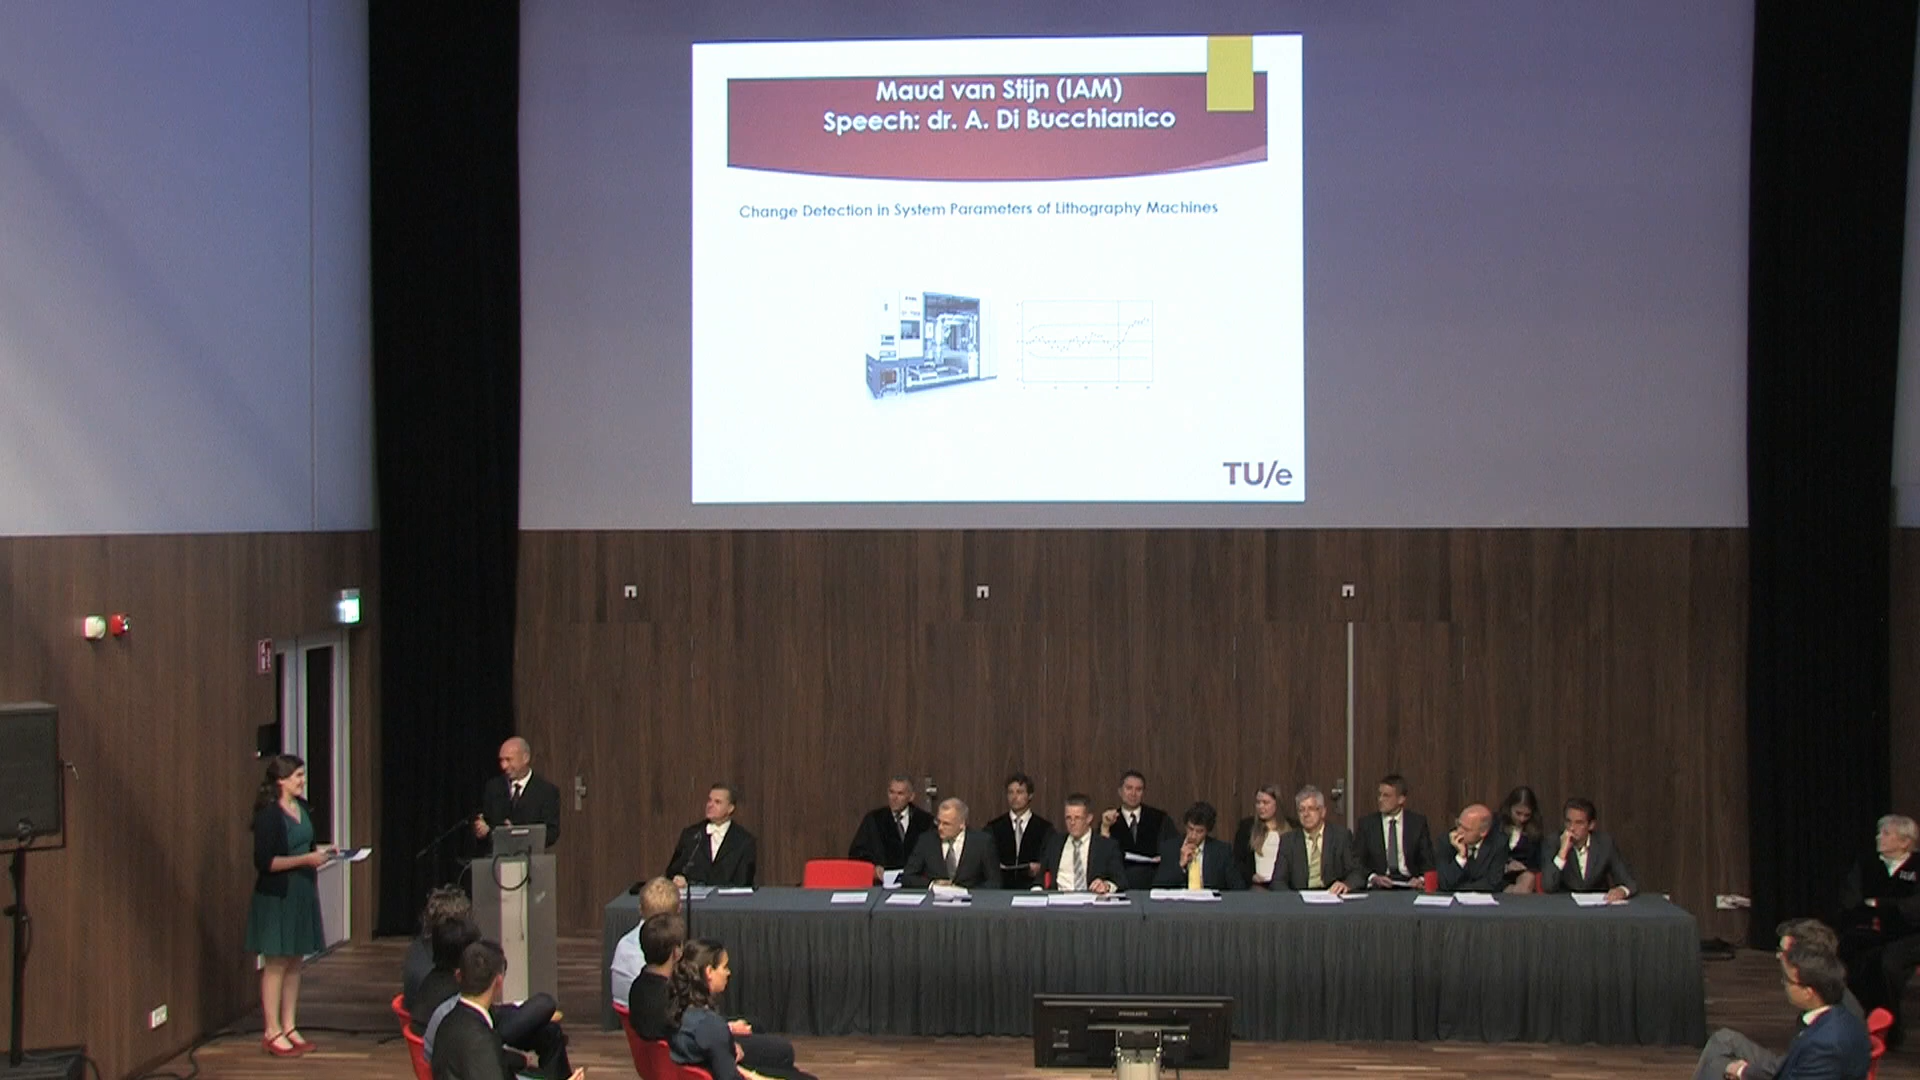 Maud van Stijn (IAM)
Speech: dr. A. Di Bucchianico
Change Detection in System Parameters of Lithography Machines
TU/e